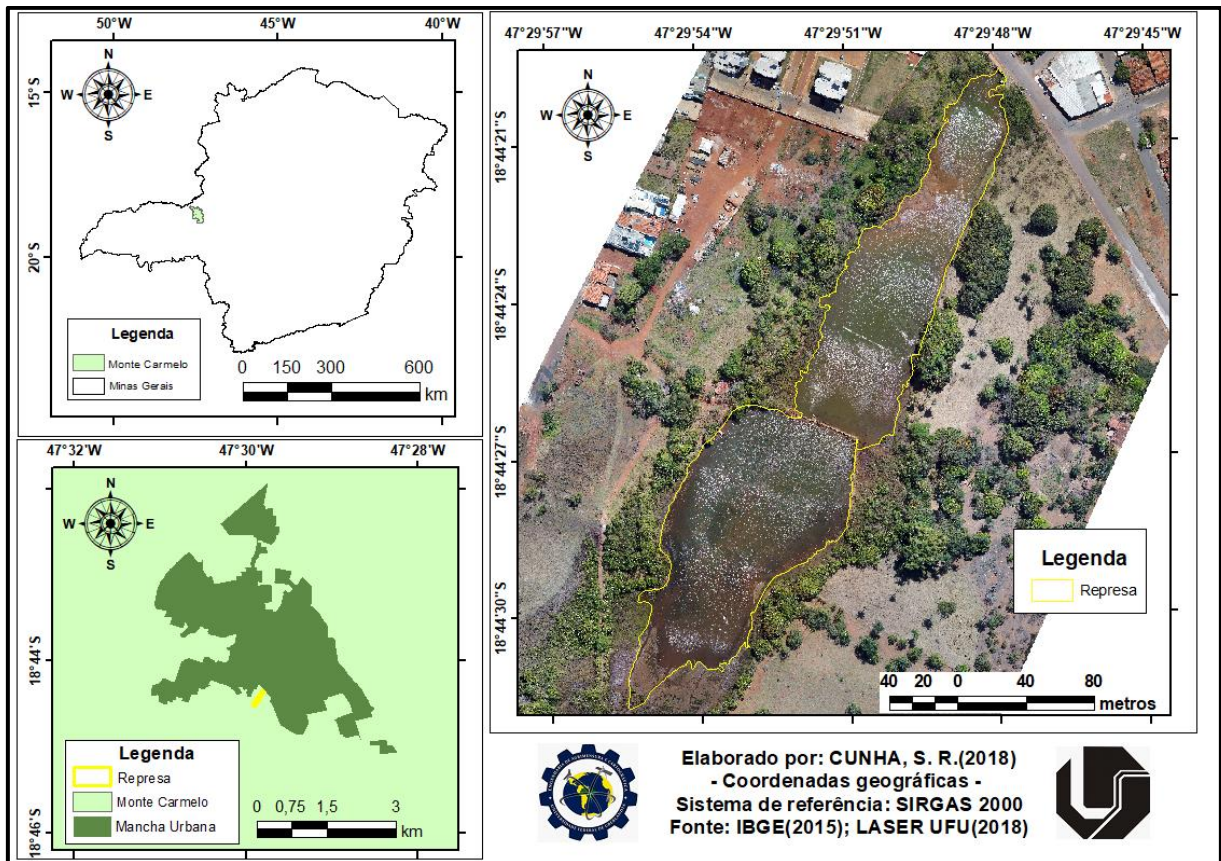 50°W 45°W 40°W
15°S
20°S
N
W E
S
Legenda
Monte Carmelo
Minas Gerais
0 150 300 600
km
47°32'W 47°30'W 47°28'W
18°44'S
18°46'S
N
W E
S
Legenda
Represa
Monte Carmelo
Mancha Urbana
0 0,75 1,5 3
km
47°29'57"W 47°29'54"W 47°29'51"W 47°29'48"W 47°29'45"W
18°44'21"S
18°44'24"S
18°44'27"S
18°44'30"S
N
W E
S
Legenda
Represa
40 20 0 40 80
metros
Elaborado por: CUNHA, S. R.(2018)
- Coordenadas geográficas -
Sistema de referência: SIRGAS 2000
Fonte: IBGE(2015); LASER UFU(2018)